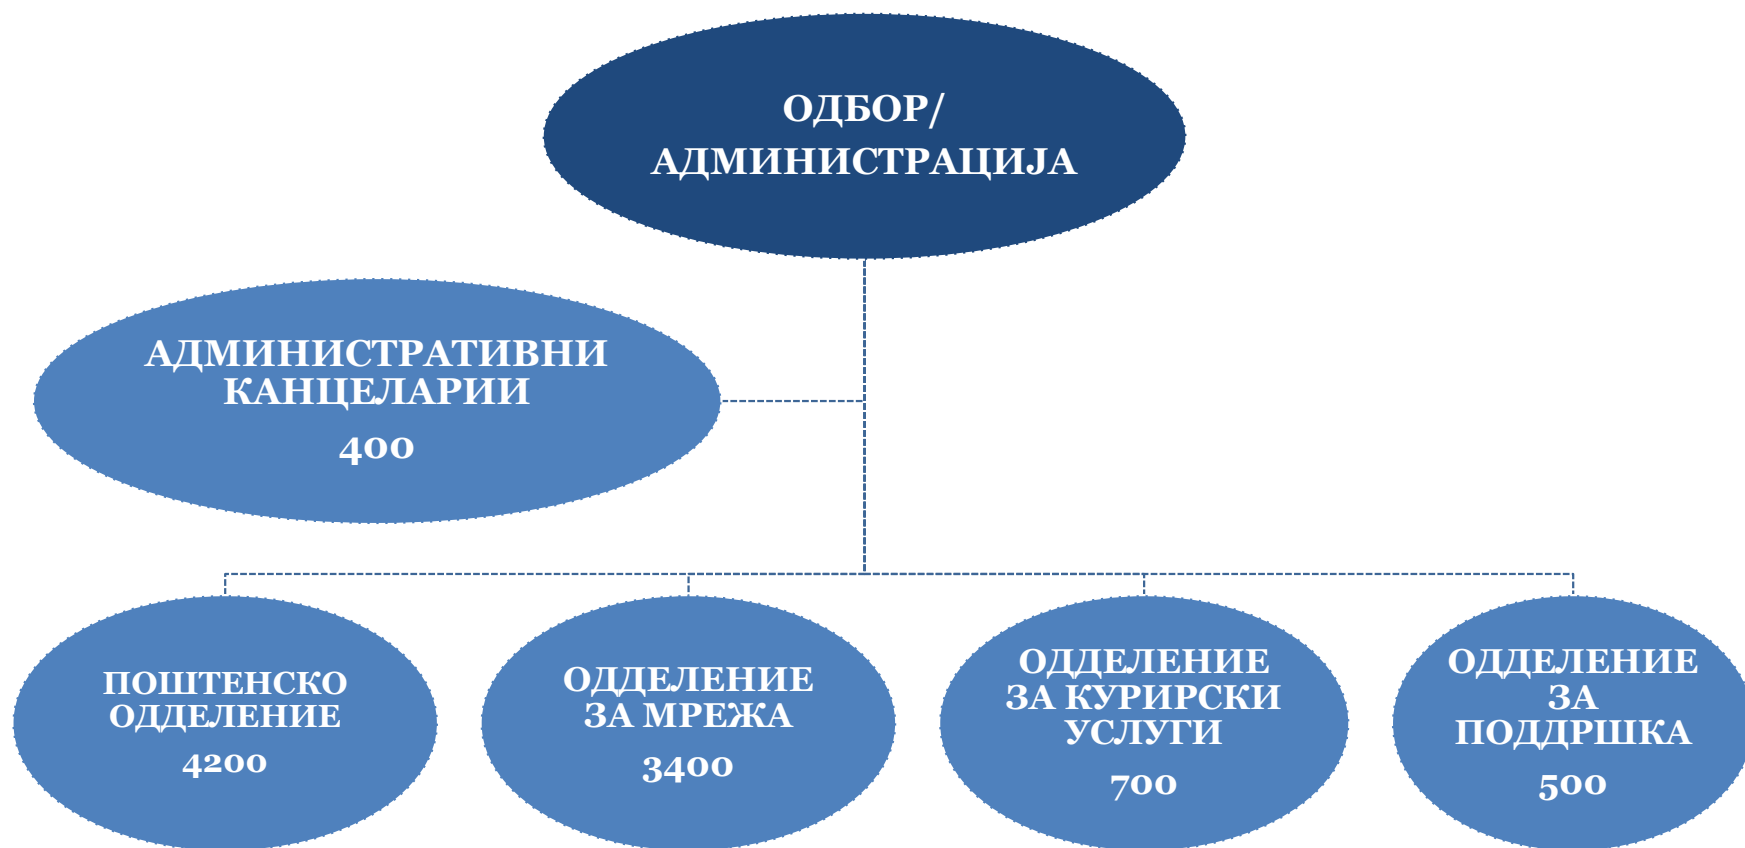 ОДБОР/
АДМИНИСТРАЦИЈА
АДМИНИСТРАТИВНИ
КАНЦЕЛАРИИ
400
ПОШТЕНСКО
ОДДЕЛЕНИЕ
4200
ОДДЕЛЕНИЕ
ЗА МРЕЖА
3400
ОДДЕЛЕНИЕ
ЗА КУРИРСКИ
УСЛУГИ
700
ОДДЕЛЕНИЕ
ЗА
ПОДДРШКА
500